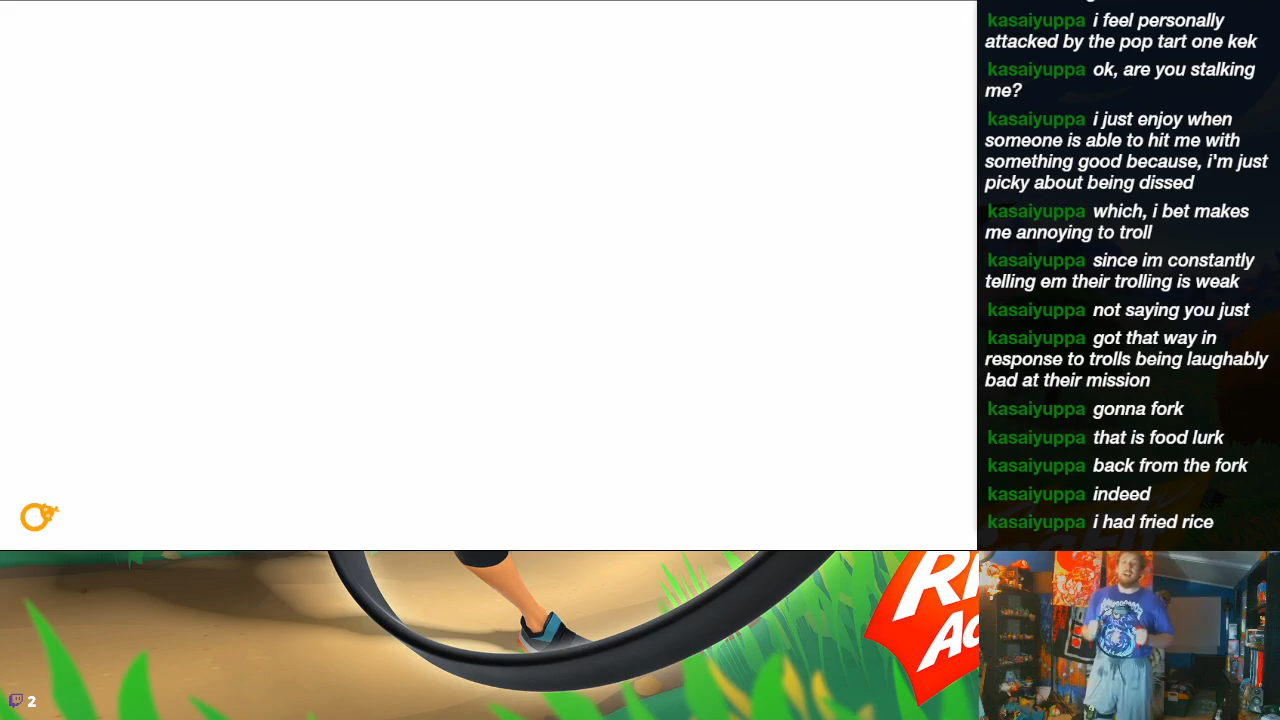 kasaiyuppa i feel personally
attacked by the pop tart one kek
kasaiyuppa ok, are you stalking
me?
kasaiyuppa i just enjoy when
someone is able to hit me with
something good because, i'm just
picky about being dissed
kasaiyuppa which, i bet makes
me annoying to troll
kasaiyuppa since im constantly
telling em their trolling is weak
kasaiyuppa not saying you just
kasaiyuppa got that way in
response to trolls being laughably
bad at their mission
kasaiyuppa gonna fork
kasaiyuppa that is food lurk
kasaiyuppa back from the fork
kasaiyuppa indeed
kasaiyuppa i had fried rice
2